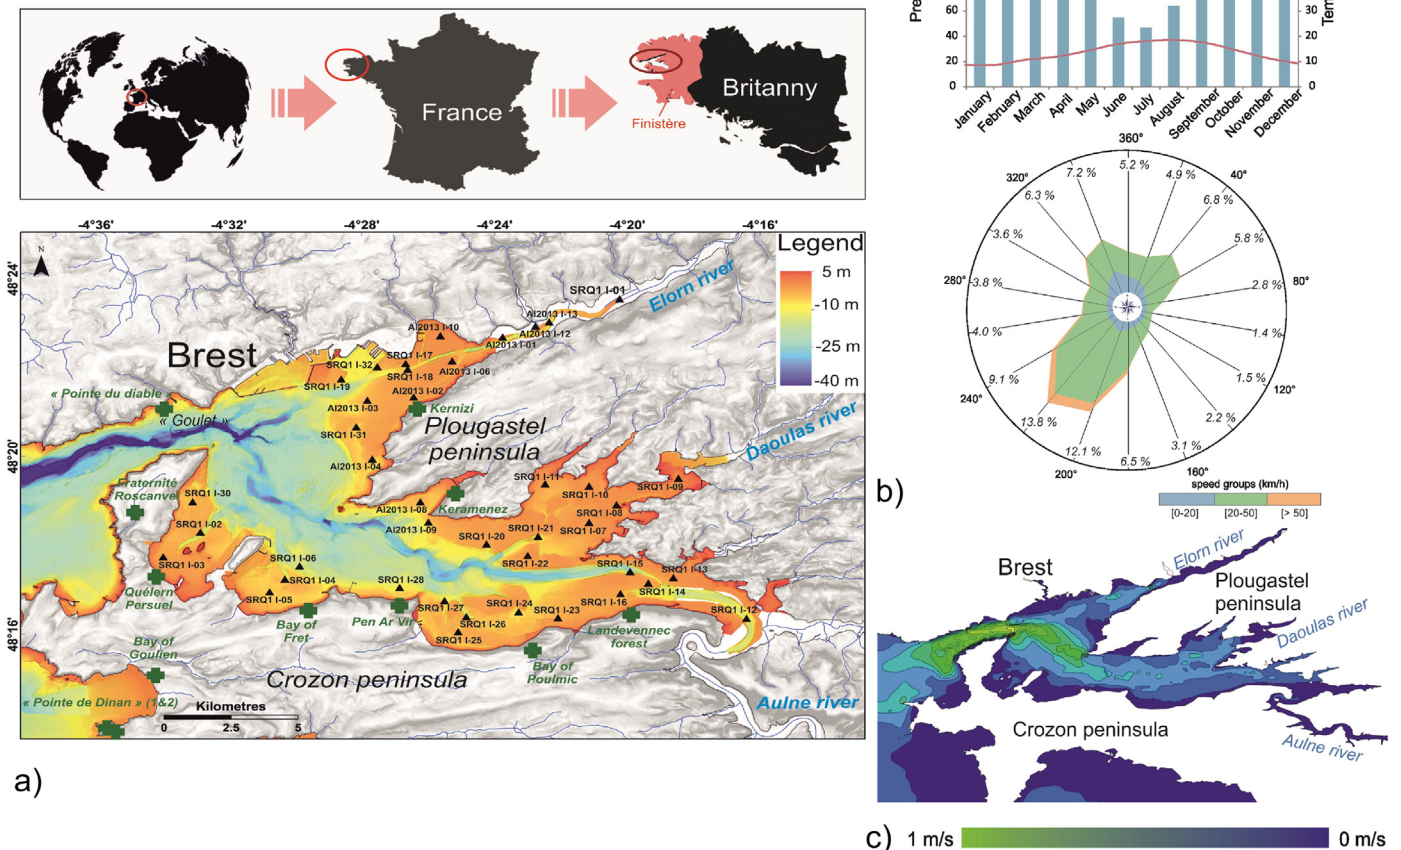 France
Britanny
Finistère
-4°36'
-4°32'
-4°28'
-4°24'
-4°20'
-4°16'
48°24'
48°20'
48°16'
N
Legend
5 m
-10 m
-25 m
-40 m
Elorn river
SRQ1 I-01
AI2013 I-13
AI2013 I-10
AI2013 I-12
AI2013 I-01
Brest
SRQ1 I-17
SRQ1 I-32
SRQ1 I-18
AI2013 I-06
SRQ1 I-19
AI2013 I-02
« Pointe du diable »
AI2013 I-03
Kernizi
« Goulet »
Plougastel
peninsula
Daoulas river
SRQ1 I-31
AI2013 I-04
Fraternité
Roscanvel
SRQ1 I-30
SRQ1 I-11
SRQ1 I-10
SRQ1 I-09
AI2013 I-08
Keramenez
SRQ1 I-08
SRQ1 I-02
AI2013 I-09
SRQ1 I-21
SRQ1 I-07
SRQ1 I-20
SRQ1 I-06
SRQ1 I-22
SRQ1 I-15
SRQ1 I-13
SRQ1 I-03
SRQ1 I-04
SRQ1 I-28
SRQ1 I-14
Quélern
Persuel
SRQ1 I-05
SRQ1 I-27
SRQ1 I-24
SRQ1 I-23
SRQ1 I-16
SRQ1 I-12
Bay of
Fret
Pen Ar Vir
SRQ1 I-26
SRQ1 I-25
Landevennec
forest
Bay of
Goulien
Bay of
Poulmic
Crozon peninsula
« Pointe de Dinan » (1&2)
Kilometres
0
2.5
5
Aulne river
a)
Pre
60
40
20
0
30
20
10
0
Tem
January
February
March
April
May
June
July
August
September
October
November
December
360°
5.2 %
4.9 %
40°
6.8 %
5.8 %
80°
2.8 %
1.4 %
120°
1.5 %
2.2 %
160°
3.1 %
6.5 %
200°
12.1 %
13.8 %
240°
9.1 %
4.0 %
280°
3.8 %
3.6 %
320°
6.3 %
7.2 %
b)
speed groups (km/h)
[0-20]
[20-50]
[> 50]
Elorn river
Brest
Plougastel
peninsula
Daoulas river
Crozon peninsula
Aulne river
c)
1 m/s
0 m/s